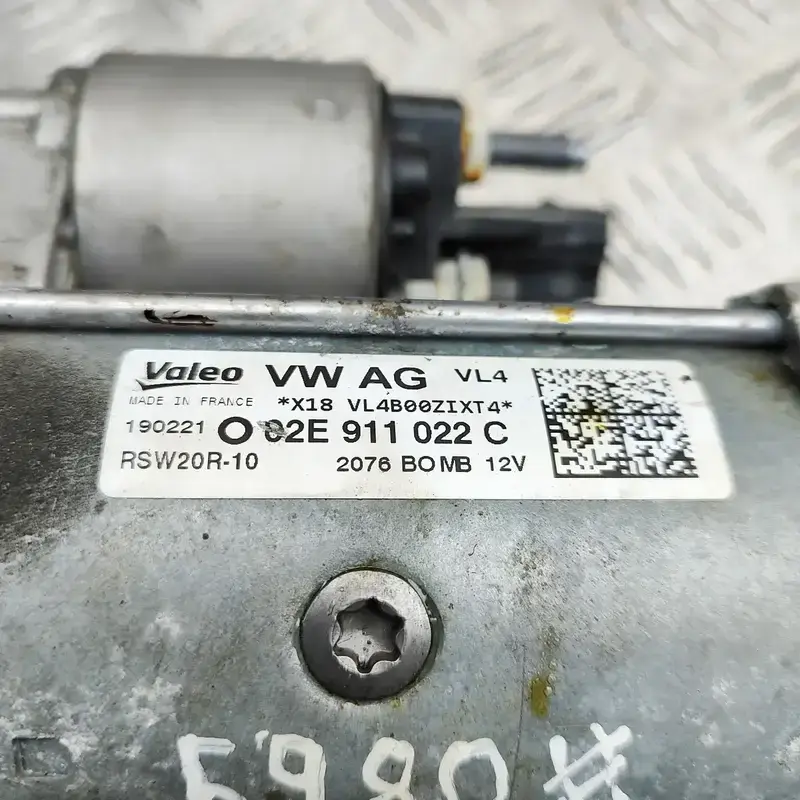 Valeo VW AG VL4
MADE IN FRANCE *X18 VL4B00ZIXT4*
190221 O 02E 911 022 C
RSW20R-10 2076 BOMB 12V